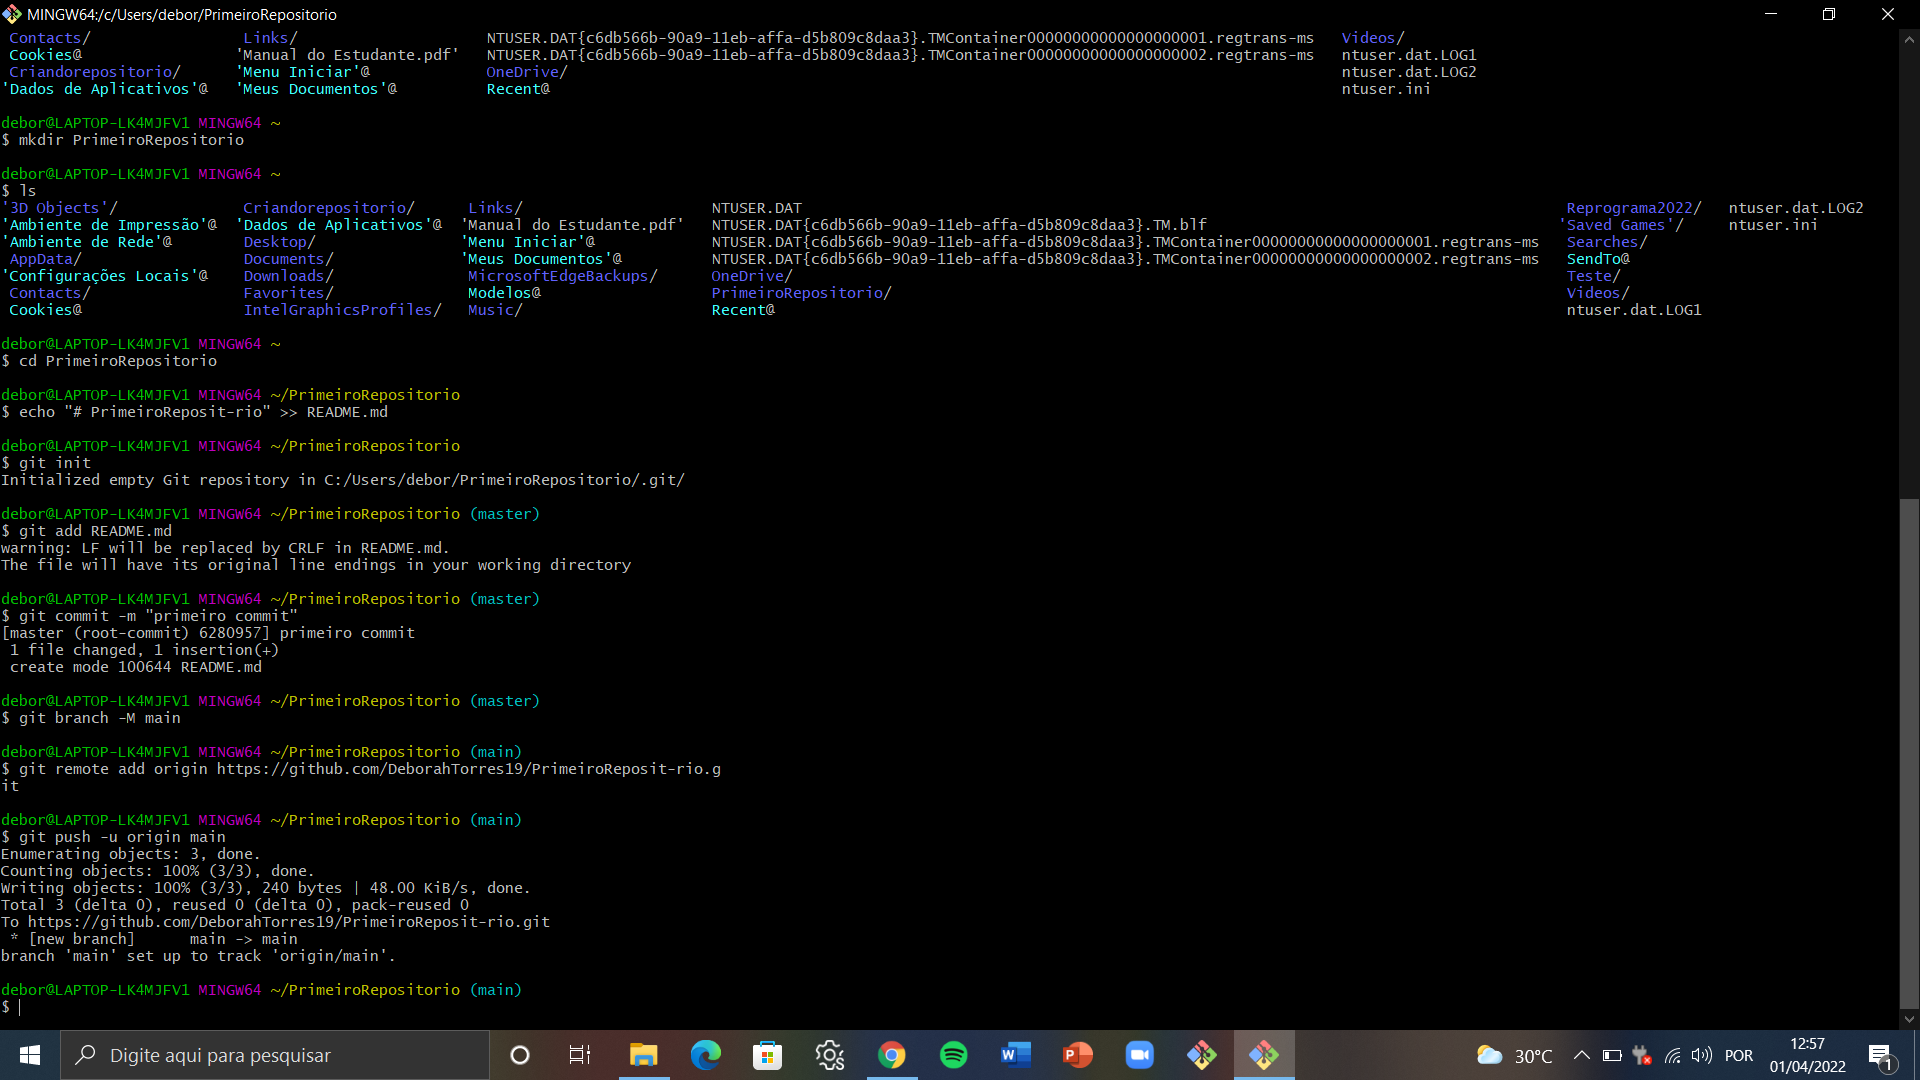 MINGW64:/c/Users/debor/PrimeiroRepositorio
Contacts/ Links/ NTUSER.DAT{c6db566b-90a9-11eb-affa-d5b809c8daa3}.TMContainer00000000000000000001.regtrans-ms Videos/
Cookies@ 'Manual do Estudante.pdf' NTUSER.DAT{c6db566b-90a9-11eb-affa-d5b809c8daa3}.TMContainer00000000000000000002.regtrans-ms ntuser.dat.LOG1
Criandorepositorio/ 'Menu Iniciar'@ OneDrive/ ntuser.dat.LOG2
'Dados de Aplicativos'@ 'Meus Documentos'@ Recent@ ntuser.ini
debor@LAPTOP-LK4MJFV1 MINGW64 ~
$ mkdir PrimeiroRepositorio
debor@LAPTOP-LK4MJFV1 MINGW64 ~
$ ls
'3D Objects'/ Criandorepositorio/ Links/ NTUSER.DAT Reprograma2022/ ntuser.dat.LOG2
'Ambiente de Impressão'@ 'Dados de Aplicativos'@ 'Manual do Estudante.pdf' NTUSER.DAT{c6db566b-90a9-11eb-affa-d5b809c8daa3}.TM.blf 'Saved Games'/ ntuser.ini
'Ambiente de Rede'@ Desktop/ 'Menu Iniciar'@ NTUSER.DAT{c6db566b-90a9-11eb-affa-d5b809c8daa3}.TMContainer00000000000000000001.regtrans-ms Searches/
AppData/ Documents/ 'Meus Documentos'@ NTUSER.DAT{c6db566b-90a9-11eb-affa-d5b809c8daa3}.TMContainer00000000000000000002.regtrans-ms SendTo@
'Configurações Locais'@ Downloads/ MicrosoftEdgeBackups/ OneDrive/ Teste/
Contacts/ Favorites/ Modelos@ PrimeiroRepositorio/ Videos/
Cookies@ IntelGraphicsProfiles/ Music/ Recent@ ntuser.dat.LOG1
debor@LAPTOP-LK4MJFV1 MINGW64 ~
$ cd PrimeiroRepositorio
debor@LAPTOP-LK4MJFV1 MINGW64 ~/PrimeiroRepositorio
$ echo "# PrimeiroReposit-rio" >> README.md
debor@LAPTOP-LK4MJFV1 MINGW64 ~/PrimeiroRepositorio
$ git init
Initialized empty Git repository in C:/Users/debor/PrimeiroRepositorio/.git/
debor@LAPTOP-LK4MJFV1 MINGW64 ~/PrimeiroRepositorio (master)
$ git add README.md
warning: LF will be replaced by CRLF in README.md.
The file will have its original line endings in your working directory
debor@LAPTOP-LK4MJFV1 MINGW64 ~/PrimeiroRepositorio (master)
$ git commit -m "primeiro commit"
[master (root-commit) 6280957] primeiro commit
1 file changed, 1 insertion(+)
create mode 100644 README.md
debor@LAPTOP-LK4MJFV1 MINGW64 ~/PrimeiroRepositorio (master)
$ git branch -M main
debor@LAPTOP-LK4MJFV1 MINGW64 ~/PrimeiroRepositorio (main)
$ git remote add origin https://github.com/DeborahTorres19/PrimeiroReposit-rio.g
it
debor@LAPTOP-LK4MJFV1 MINGW64 ~/PrimeiroRepositorio (main)
$ git push -u origin main
Enumerating objects: 3, done.
Counting objects: 100% (3/3), done.
Writing objects: 100% (3/3), 240 bytes | 48.00 KiB/s, done.
Total 3 (delta 0), reused 0 (delta 0), pack-reused 0
To https://github.com/DeborahTorres19/PrimeiroReposit-rio.git
* [new branch] main -> main
branch 'main' set up to track 'origin/main'.
debor@LAPTOP-LK4MJFV1 MINGW64 ~/PrimeiroRepositorio (main)
$
Digite aqui para pesquisar
30°C
POR
12:57
01/04/2022
1